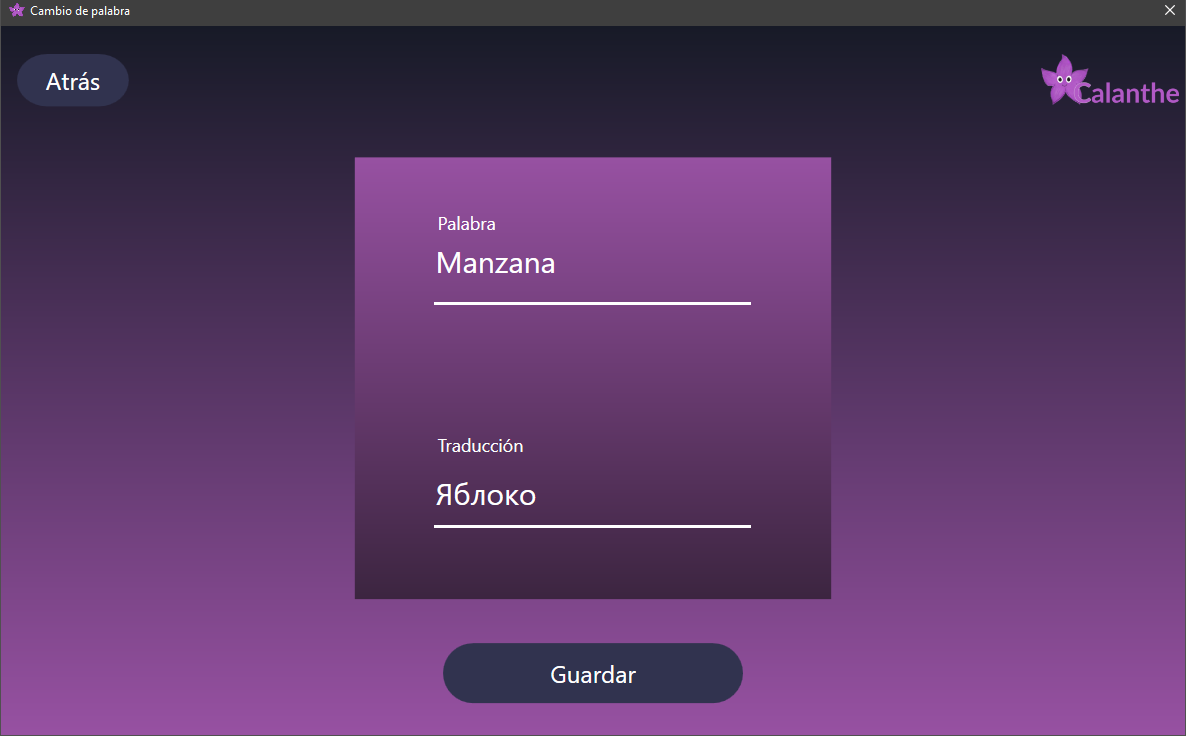 Cambio de palabra
Atrás
Calanthe
Palabra
Manzana
Traducción
Яблоко
Guardar